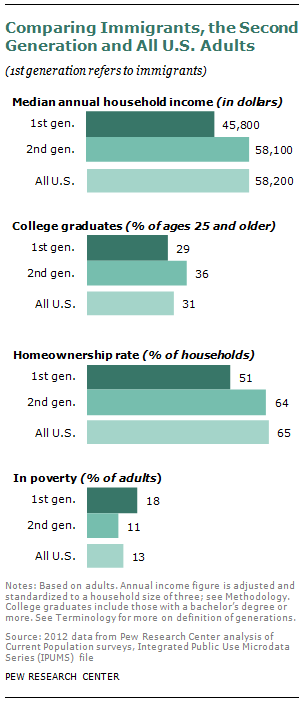 Comparing Immigrants, the Second
Generation and All U.S. Adults
(1st generation refers to immigrants)
Median annual household income (in dollars)
1st gen. 45,800
2nd gen. 58,100
All U.S. 58,200
College graduates (% of ages 25 and older)
1st gen. 29
2nd gen. 36
All U.S. 31
Homeownership rate (% of households)
1st gen. 51
2nd gen. 64
All U.S. 65
In poverty (% of adults)
1st gen. 18
2nd gen. 11
All U.S. 13
Notes: Based on adults. Annual income figure is adjusted and
standardized to a household size of three; see Methodology.
College graduates include those with a bachelor's degree or
more. See Terminology for more on definition of generations.
Source: 2012 data from Pew Research Center analysis of
Current Population surveys, Integrated Public Use Microdata
Series (IPUMS) file
PEW RESEARCH CENTER